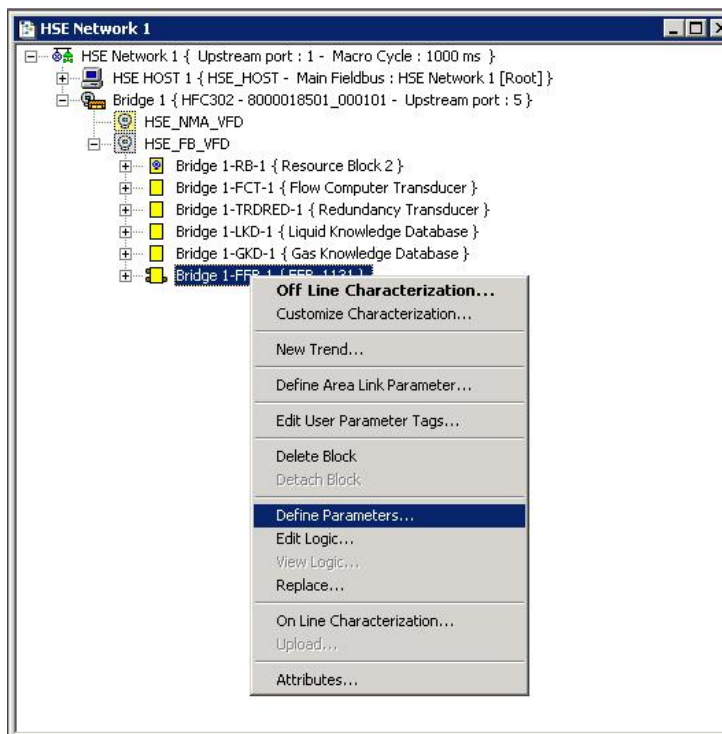 HSE Network 1
HSE Network 1 { Upstream port : 1 - Macro Cycle : 1000 ms }
HSE HOST 1 { HSE_HOST - Main Fieldbus : HSE Network 1 [Root] }
Bridge 1 { HFC302 - 8000018501_000101 - Upstream port : 5 }
HSE_NMA_VFD
HSE_FB_VFD
Bridge 1-RB-1 { Resource Block 2 }
Bridge 1-FCT-1 { Flow Computer Transducer }
Bridge 1-TRDRED-1 { Redundancy Transducer }
Bridge 1-LKD-1 { Liquid Knowledge Database }
Bridge 1-GKD-1 { Gas Knowledge Database }
Bridge 1-FFB-1 { FFB_1131 }
Off Line Characterization...
Customize Characterization...
New Trend...
Define Area Link Parameter...
Edit User Parameter Tags...
Delete Block
Detach Block
Define Parameters...
Edit Logic...
View Logic...
Replace...
On Line Characterization...
Upload...
Attributes...